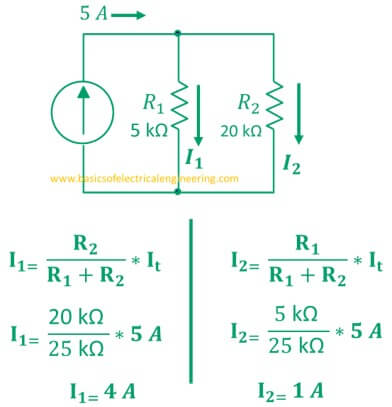 5 A
R₁
5 kΩ
R₂
20 kΩ
I₁
I₂
www.basicsofelectricalengineering.com
I₁= R₂ / R₁ + R₂ * Iₜ
I₁= 20 kΩ / 25 kΩ * 5 A
I₁= 4 A
I₂= R₁ / R₁ + R₂ * Iₜ
I₂= 5 kΩ / 25 kΩ * 5 A
I₂= 1 A